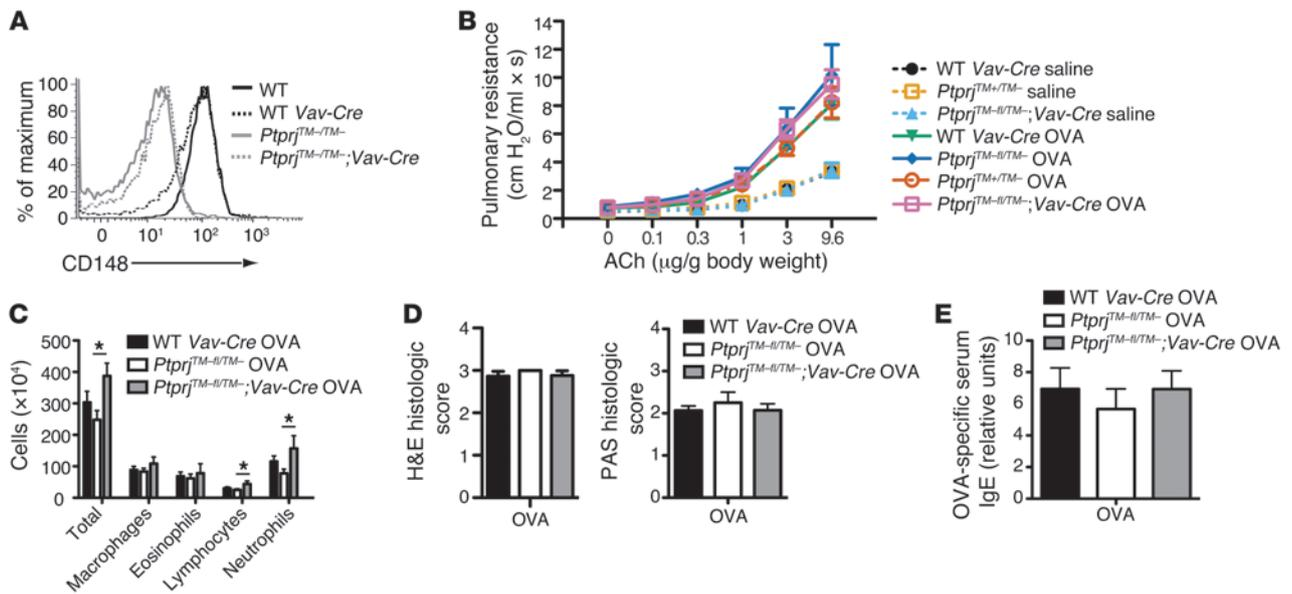 A
% of maximum
100
80
60
40
20
0
0 10¹ 10² 10³
CD148
WT
WT Vav-Cre
Ptprj^TM–/TM–
Ptprj^TM–/TM–;Vav-Cre
B
Pulmonary resistance
(cm H₂O/ml × s)
14
12
10
8
6
4
2
0
0 0.1 0.3 1 3 9.6
ACh (μg/g body weight)
WT Vav-Cre saline
Ptprj^TM+/TM– saline
Ptprj^TM–fl/TM–;Vav-Cre saline
WT Vav-Cre OVA
Ptprj^TM–fl/TM– OVA
Ptprj^TM+/TM– OVA
Ptprj^TM–fl/TM–;Vav-Cre OVA
C
Cells (×10⁴)
500
400
300
200
100
0
WT Vav-Cre OVA
Ptprj^TM–fl/TM– OVA
Ptprj^TM–fl/TM–;Vav-Cre OVA
*
*
*
Total
Macrophages
Eosinophils
Lymphocytes
Neutrophils
D
H&E histologic
score
4
3
2
1
0
OVA
PAS histologic
score
4
3
2
1
0
OVA
WT Vav-Cre OVA
Ptprj^TM–fl/TM– OVA
Ptprj^TM–fl/TM–;Vav-Cre OVA
E
OVA-specific serum
IgE (relative units)
10
8
6
4
2
0
OVA
WT Vav-Cre OVA
Ptprj^TM–fl/TM– OVA
Ptprj^TM–fl/TM–;Vav-Cre OVA